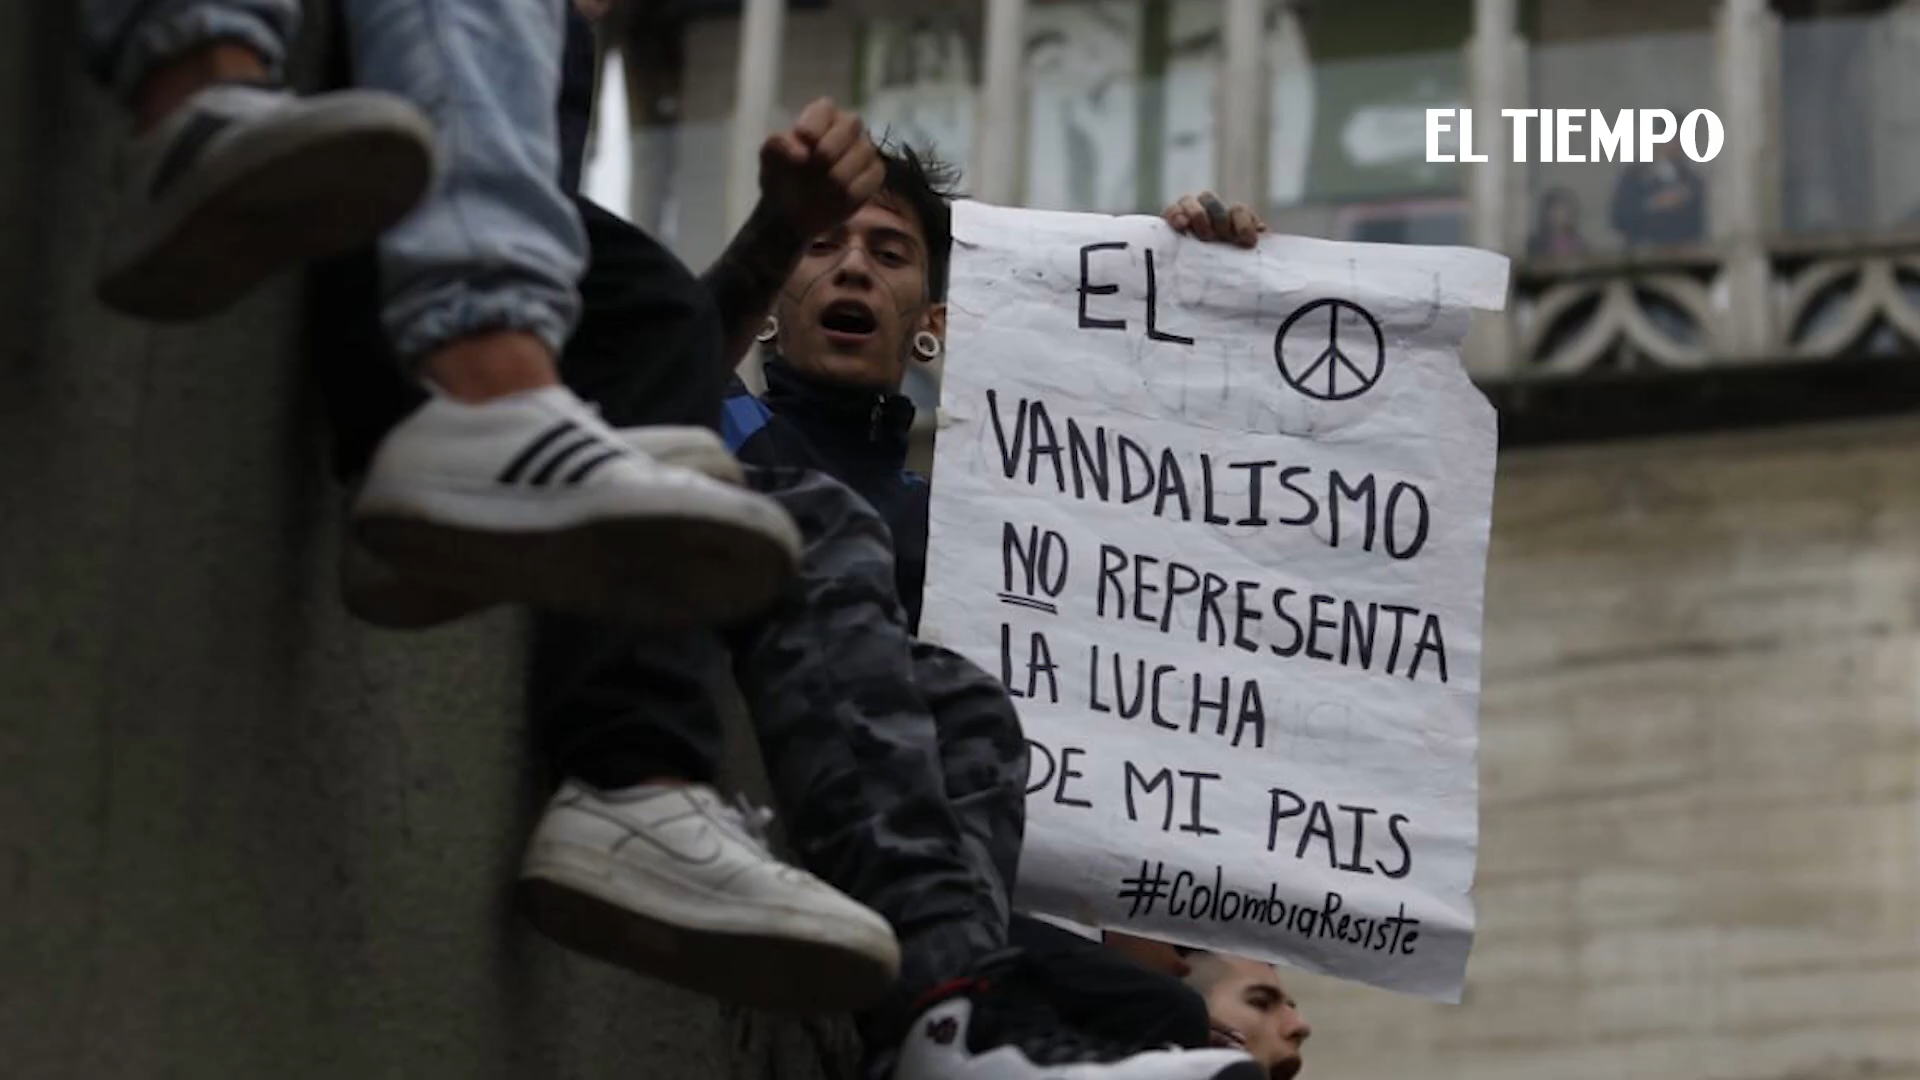 EL TIEMPO
EL
VANDALISMO
NO REPRESENTA
LA LUCHA
DE MI PAIS
#ColombiaResiste